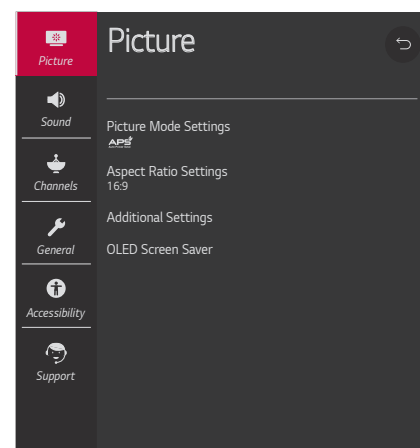 Picture
Sound
Channels
General
Accessibility
Support
Picture
Picture Mode Settings
APS
Aspect Ratio Settings
16:9
Additional Settings
OLED Screen Saver